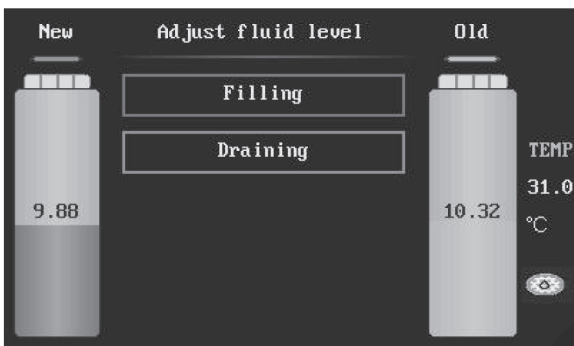 New Adjust fluid level Old
Filling
Draining
TEMP
31.0
9.88 10.32
°C